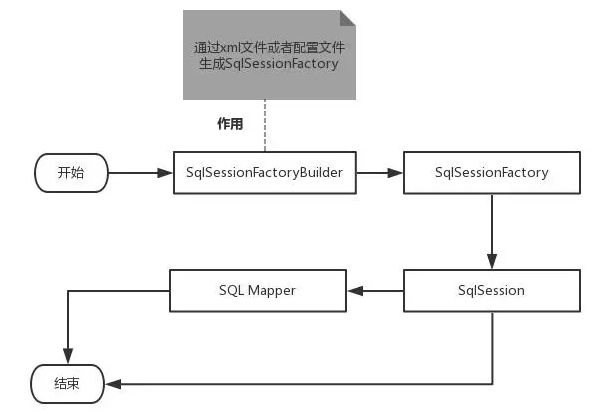 通过xml文件或者配置文件
生成SqlSessionFactory
作用
开始
SqlSessionFactoryBuilder
SqlSessionFactory
SQL Mapper
SqlSession
结束